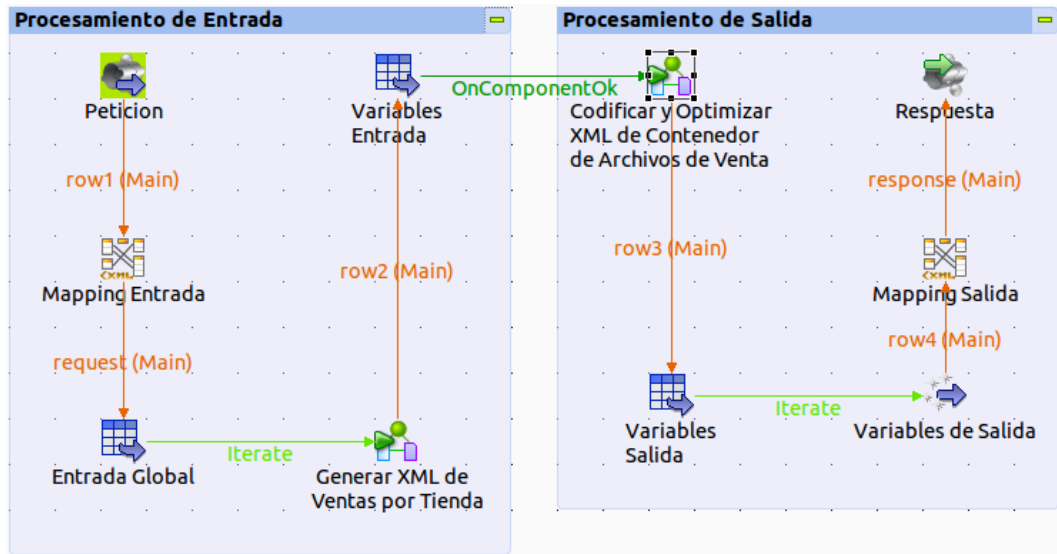 Procesamiento de Entrada
Peticion
row1 (Main)
Mapping Entrada
request (Main)
Entrada Global
Iterate
Generar XML de
Ventas por Tienda
row2 (Main)
Variables
Entrada
OnComponentOk
Procesamiento de Salida
Codificar y Optimizar
XML de Contenedor
de Archivos de Venta
row3 (Main)
Variables
Salida
Iterate
Variables de Salida
row4 (Main)
Mapping Salida
response (Main)
Respuesta